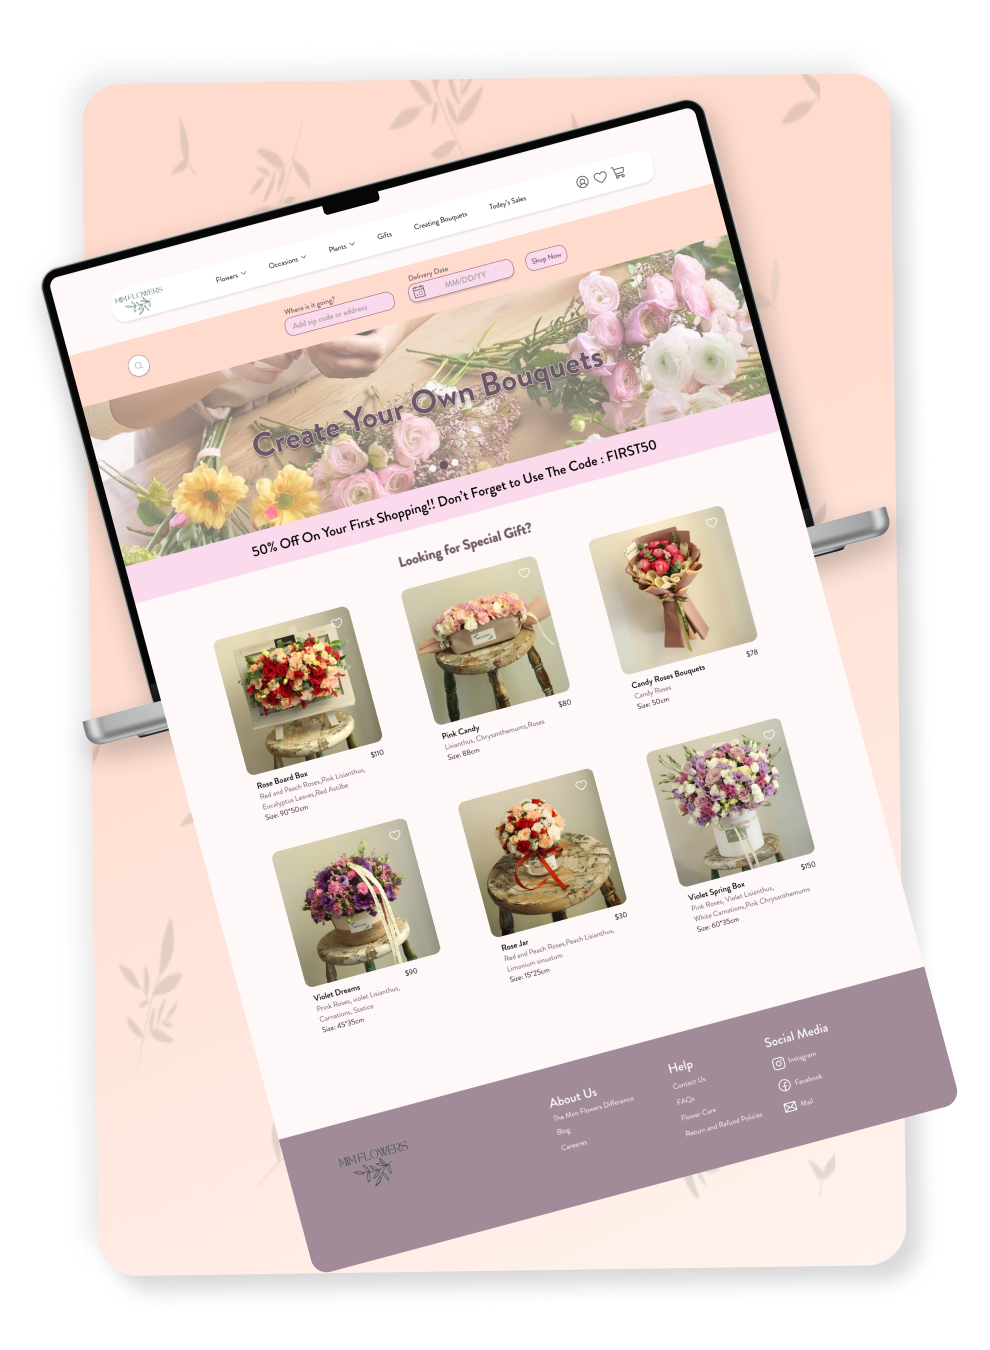 MIM FLOWERS
Flowers
Occasions
Plants
Gifts
Creating Bouquets
Today's Sales
Where is it going?
Add zip code or address
Delivery Date
MM/DD/YY
Shop Now
Create Your Own Bouquets
50% Off On Your First Shopping!! Don't Forget to Use The Code : FIRST50
Looking for Special Gift?
$110
Rose Board Box
Red and Peach Roses,Pink Lisianthus,
Eucalyptus Leaves,Red Astilbe
Size: 90*50cm
$80
Pink Candy
Lisianthus, Chrysanthemums,Roses
Size: 88cm
$78
Candy Roses Bouquets
Candy Roses
Size: 50cm
$90
Violet Dreams
Prink Roses, violet Lisianthus,
Carnations, Statice
Size: 45*35cm
$30
Rose Jar
Red and Peach Roses,Peach Lisianthus,
Limonium sinuatum
Size: 15*25cm
$150
Violet Spring Box
Pink Roses, Violet Lisianthus,
White Carnations,Pink Chrysanthemums
Size: 60*35cm
MIM FLOWERS
About Us
The Mim Flowers Difference
Blog
Careeres
Help
Contact Us
FAQs
Flower Care
Return and Refund Policies
Social Media
Instagram
Facebook
Mail